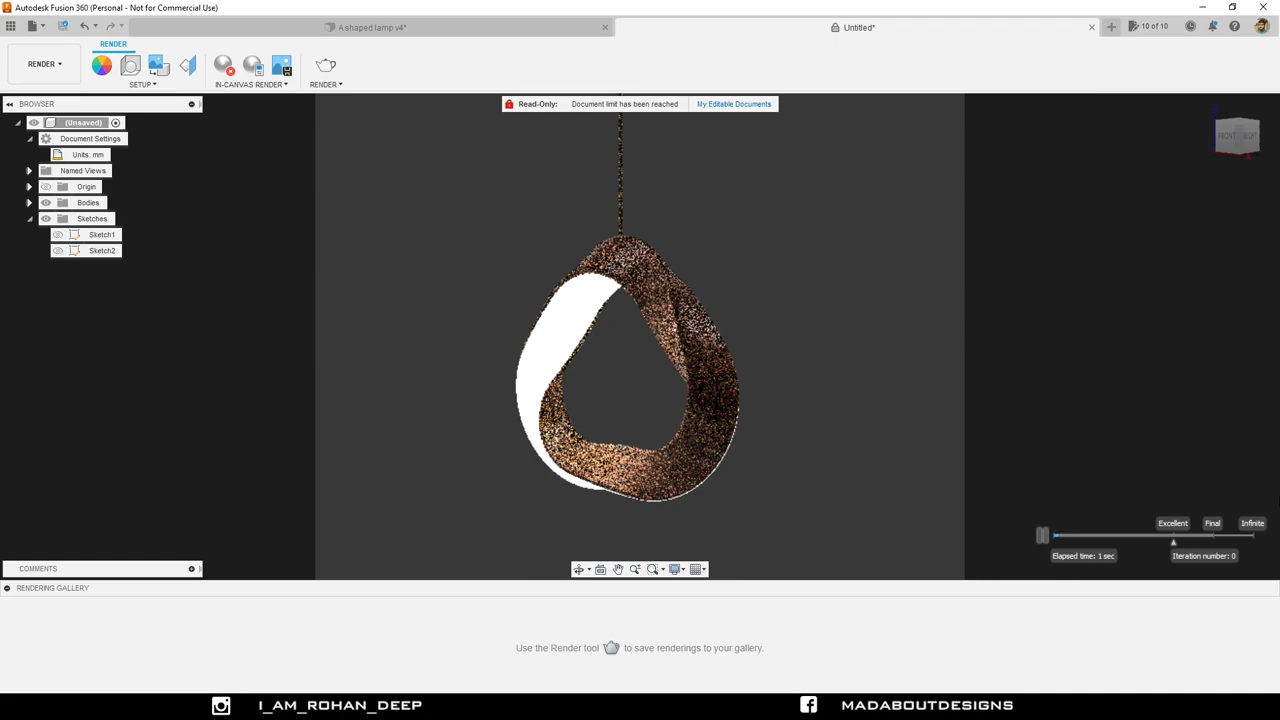 Autodesk Fusion 360 (Personal - Not for Commercial Use)
A shaped lamp v4*
Untitled*
10 of 10
RENDER
RENDER
SETUP
IN-CANVAS RENDER
RENDER
BROWSER
Read-Only: Document limit has been reached My Editable Documents
(Unsaved)
Document Settings
Units: mm
Named Views
Origin
Bodies
Sketches
Sketch1
Sketch2
FRONT RIGHT
Excellent Final Infinite
Elapsed time: 1 sec Iteration number: 0
COMMENTS
RENDERING GALLERY
Use the Render tool to save renderings to your gallery.
I_AM_ROHAN_DEEP
MADABOUTDESIGNS